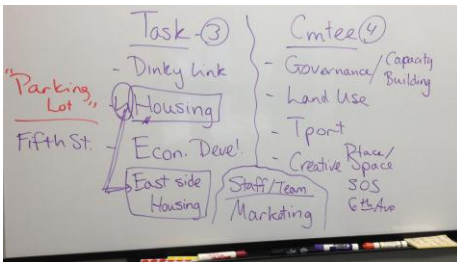 Task - 3
- Dinky Link
- Housing
- Econ. Devel.
East side
Housing
"Parking
Lot"
Fifth St.
Cmtee 4
- Governance/ Capacity
Building
- Land Use
- Tport
- Creative Place/
Space
SOS
6th Ave
Staff/Team
Marketing